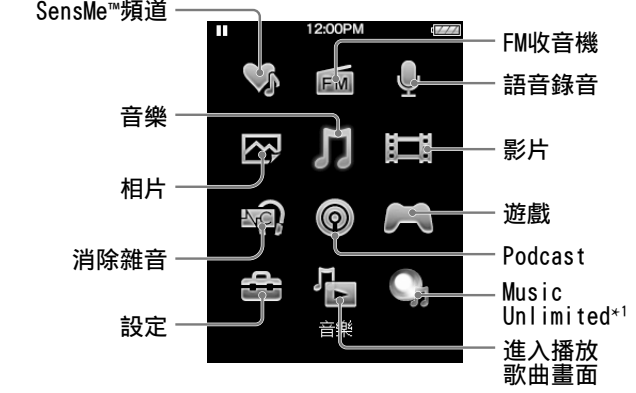 SensMe™頻道
12:00PM
FM收音機
FM
語音錄音
音樂
影片
相片
NC
遊戲
消除雜音
Podcast
Music
Unlimited*1
設定
音樂
進入播放
歌曲畫面